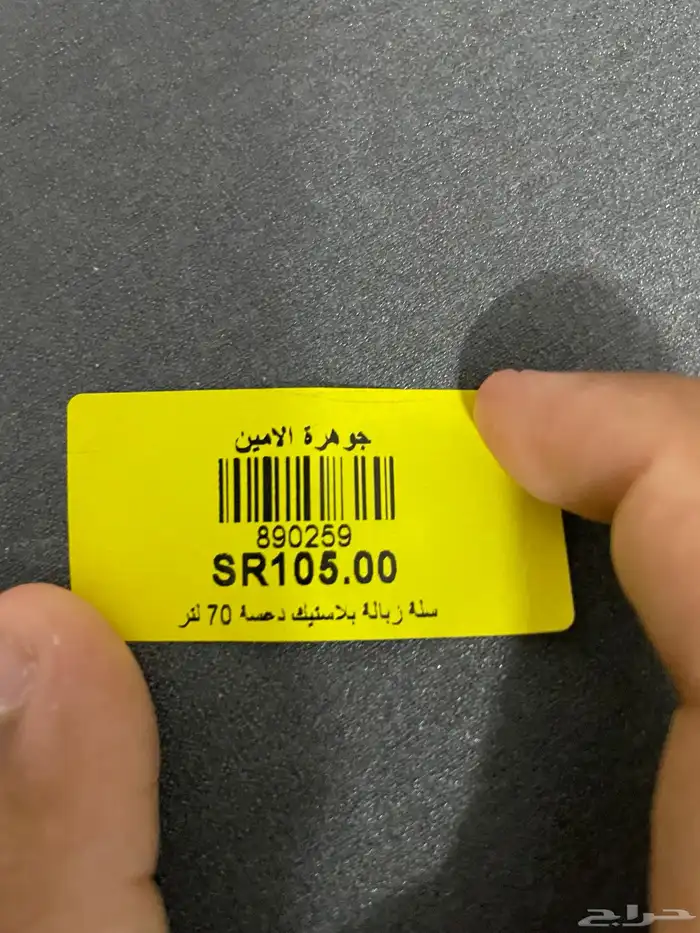 جوهرة الامين
890259
SR105.00
سلة زبالة بلاستيك دعسة 70 لتر
حراج